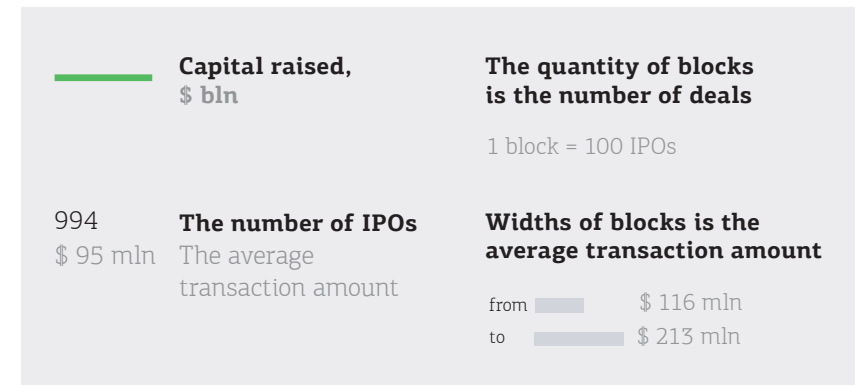 Capital raised,
$ bln
The quantity of blocks
is the number of deals
1 block = 100 IPOs
994
$ 95 mln
The number of IPOs
The average
transaction amount
Widths of blocks is the
average transaction amount
from $ 116 mln
to $ 213 mln